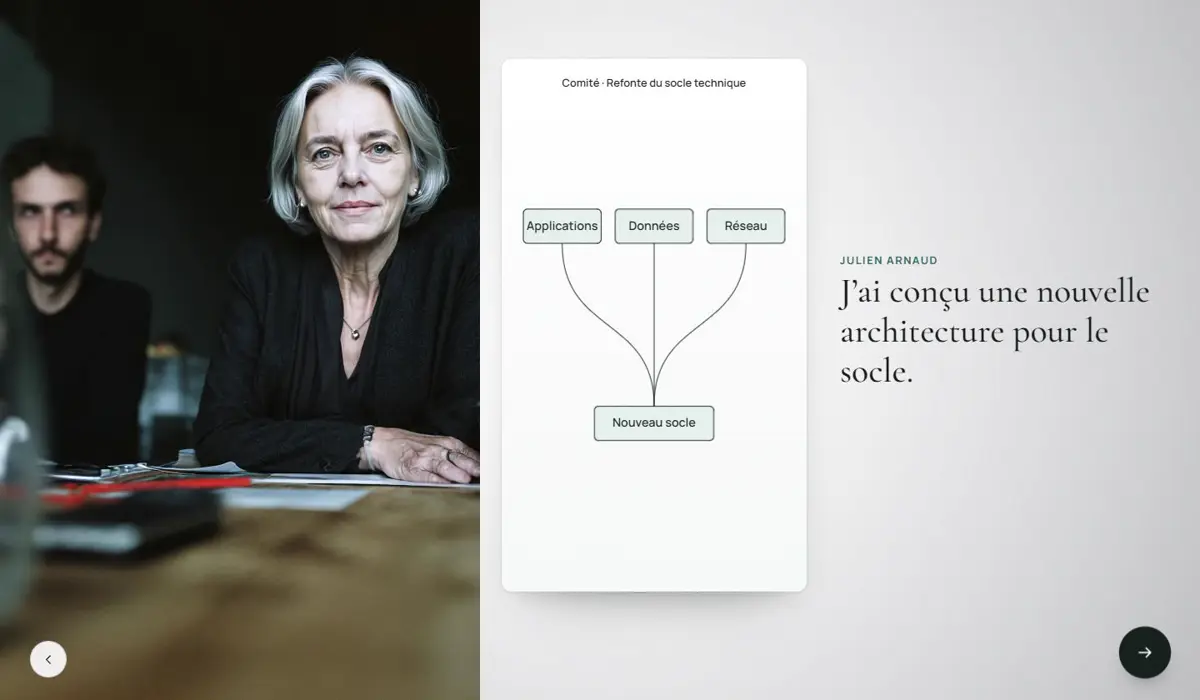 Comité · Refonte du socle technique
Applications
Données
Réseau
Nouveau socle
JULIEN ARNAUD
J’ai conçu une nouvelle
architecture pour le
socle.